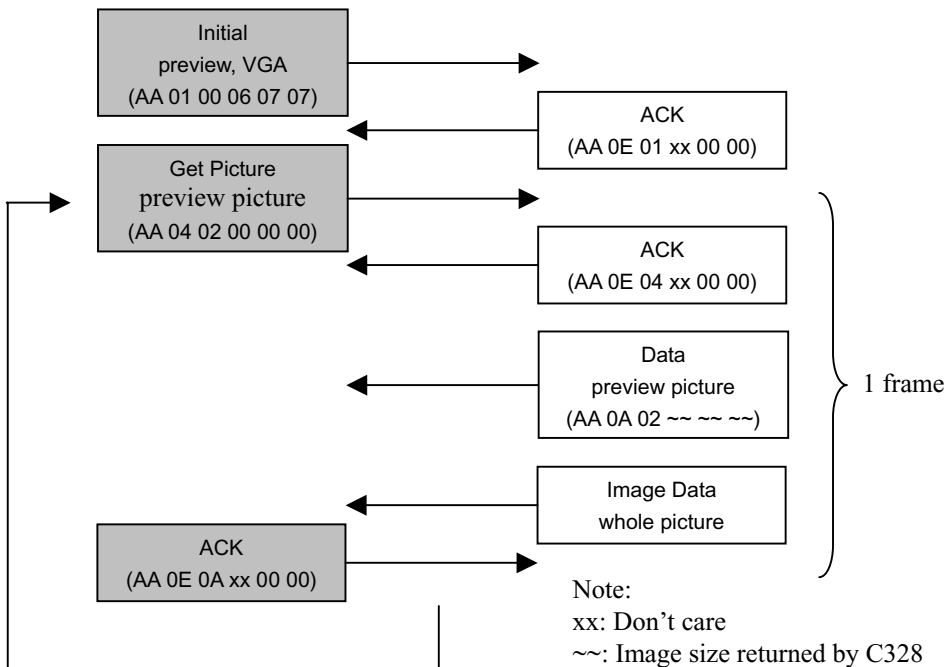 Initial
preview, VGA
(AA 01 00 06 07 07)
ACK
(AA 0E 01 xx 00 00)
Get Picture
preview picture
(AA 04 02 00 00 00)
ACK
(AA 0E 04 xx 00 00)
Data
preview picture
(AA 0A 02 ~~ ~~ ~~)
1 frame
Image Data
whole picture
ACK
(AA 0E 0A xx 00 00)
Note:
xx: Don’t care
~~: Image size returned by C328